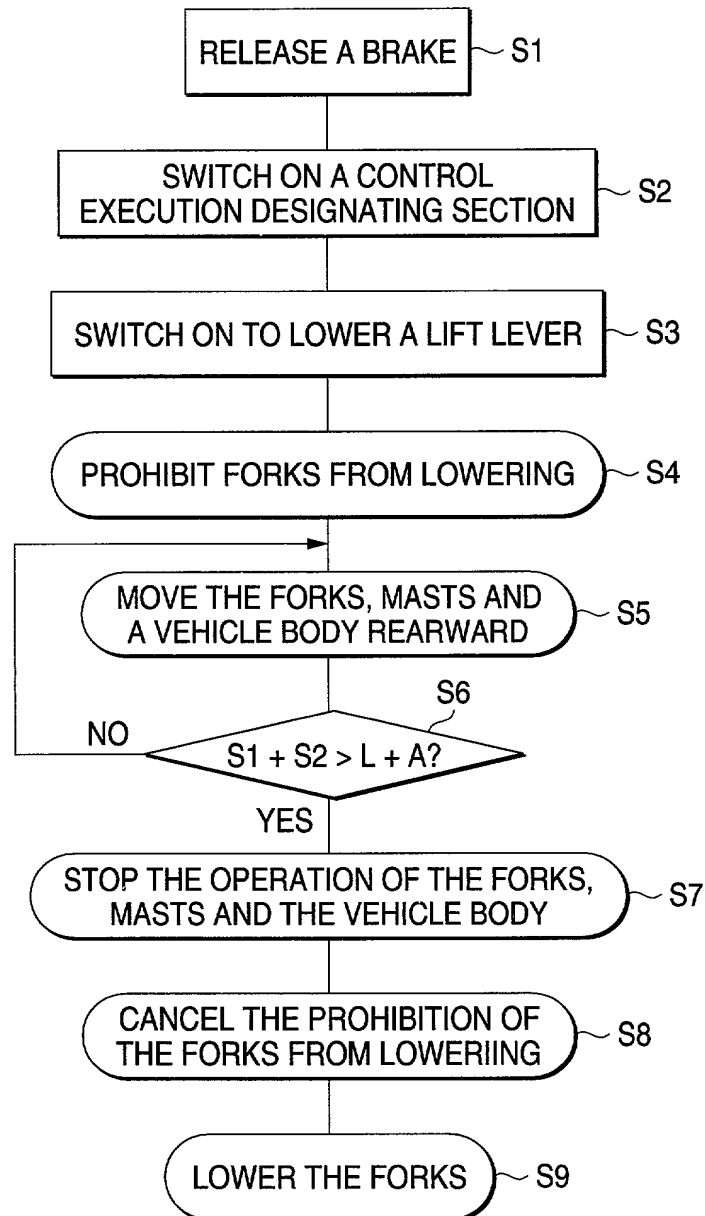 RELEASE A BRAKE S1
SWITCH ON A CONTROL
EXECUTION DESIGNATING SECTION S2
SWITCH ON TO LOWER A LIFT LEVER S3
PROHIBIT FORKS FROM LOWERING S4
MOVE THE FORKS, MASTS AND
A VEHICLE BODY REARWARD S5
S6
NO
S1 + S2 > L + A?
YES
STOP THE OPERATION OF THE FORKS,
MASTS AND THE VEHICLE BODY S7
CANCEL THE PROHIBITION OF
THE FORKS FROM LOWERIING S8
LOWER THE FORKS S9